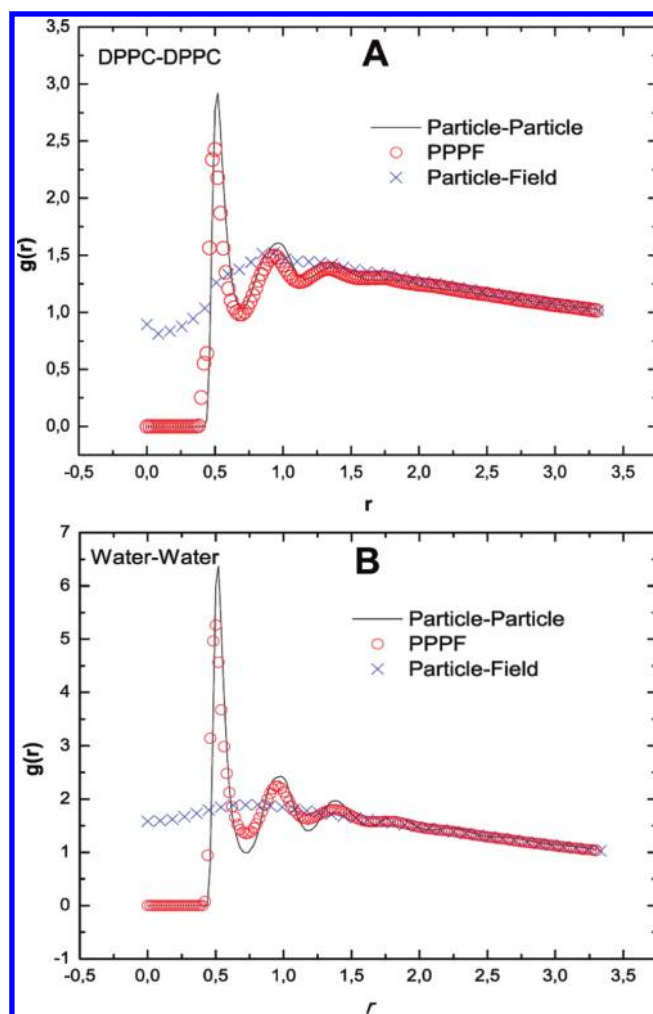 DPPC-DPPC
A
Particle-Particle
PPPF
Particle-Field
g(r)
3,5
3,0
2,5
2,0
1,5
1,0
0,5
0,0
-0,5 0,0 0,5 1,0 1,5 2,0 2,5 3,0 3,5
r
Water-Water
B
Particle-Particle
PPPF
Particle-Field
g(r)
7
6
5
4
3
2
1
0
-1
-0,5 0,0 0,5 1,0 1,5 2,0 2,5 3,0 3,5
r